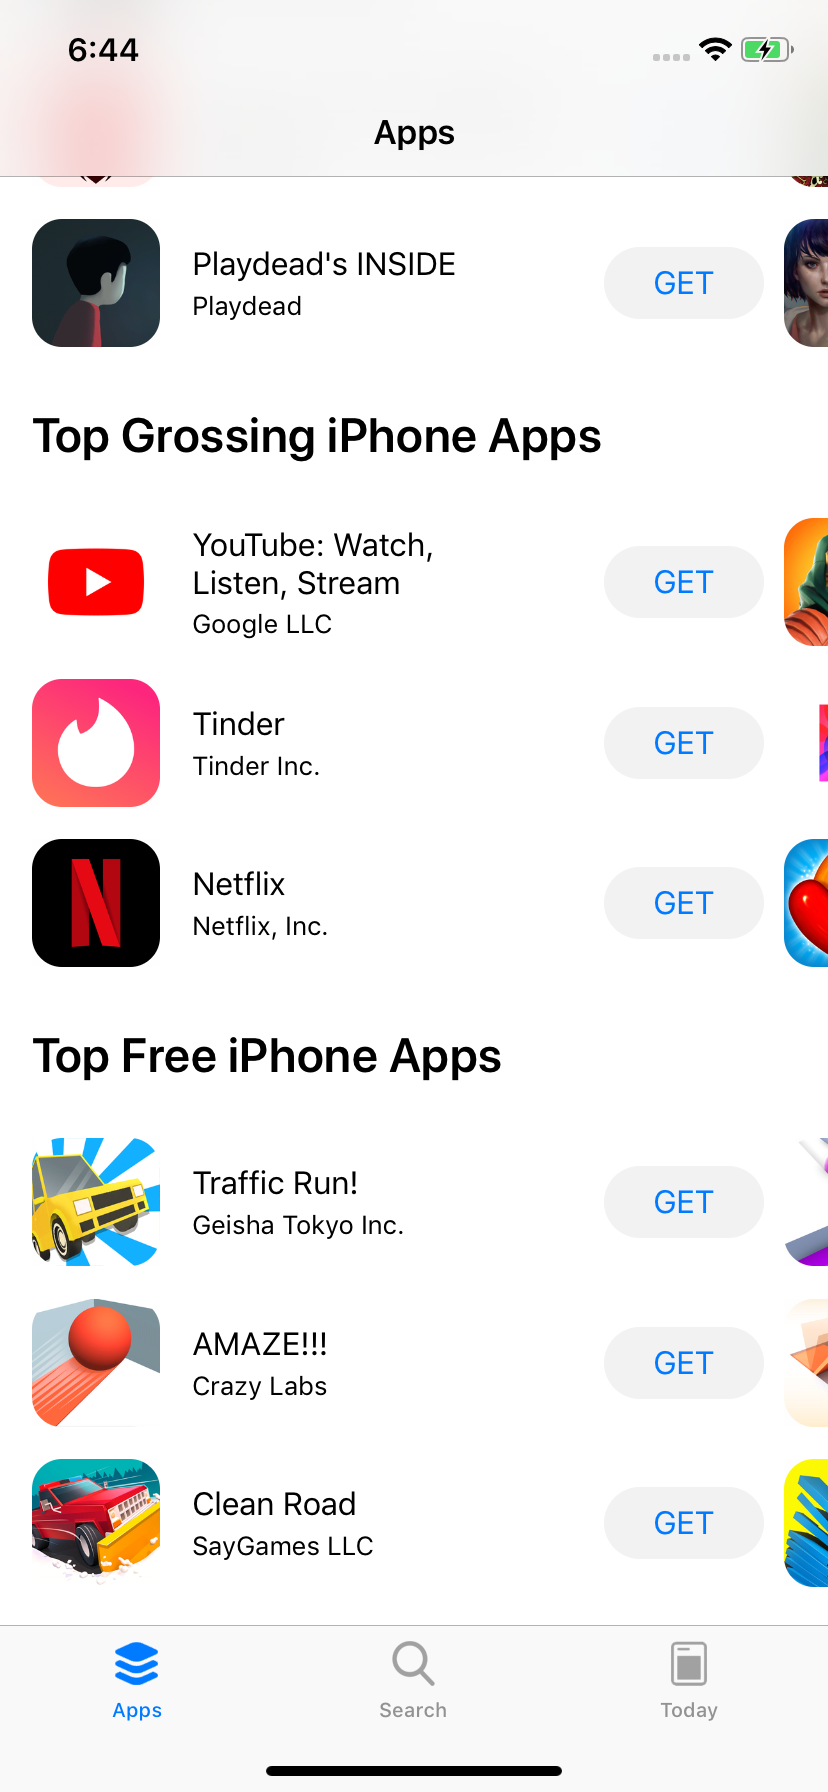 6:44
Apps
Playdead's INSIDE
Playdead
GET
Top Grossing iPhone Apps
YouTube: Watch,
Listen, Stream
Google LLC
GET
Tinder
Tinder Inc.
GET
Netflix
Netflix, Inc.
GET
Top Free iPhone Apps
Traffic Run!
Geisha Tokyo Inc.
GET
AMAZE!!!
Crazy Labs
GET
Clean Road
SayGames LLC
GET
Apps
Search
Today